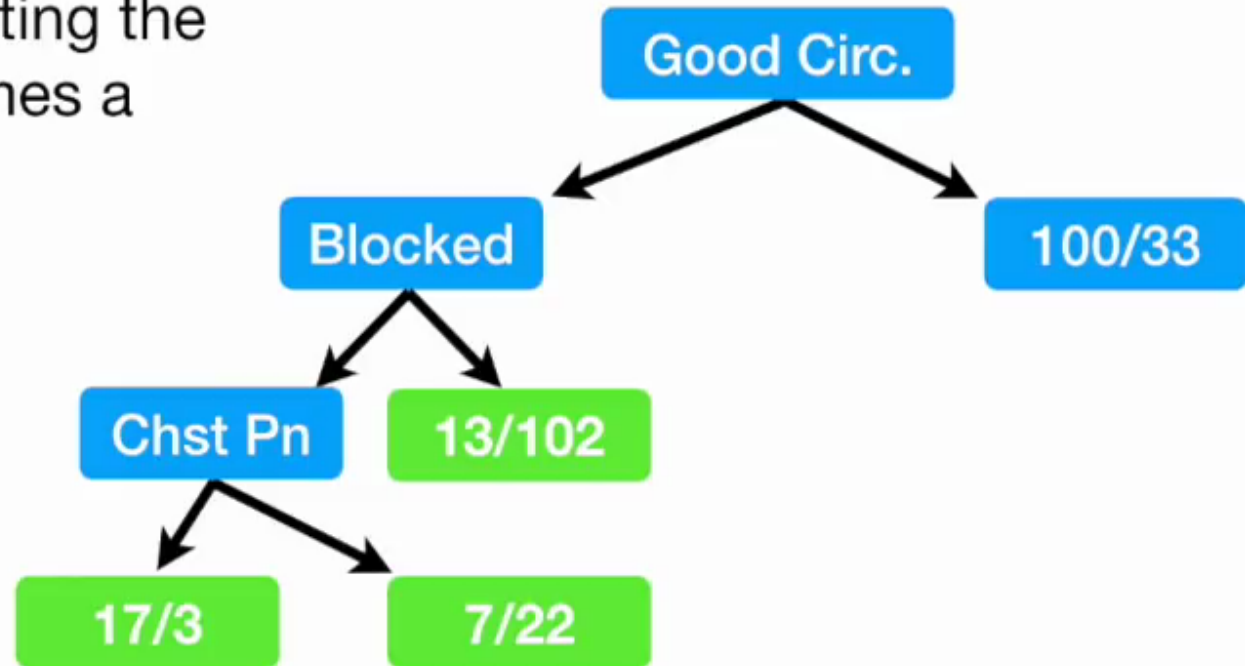 ting the
nes a
Good Circ.
Blocked
100/33
Chst Pn
13/102
17/3
7/22